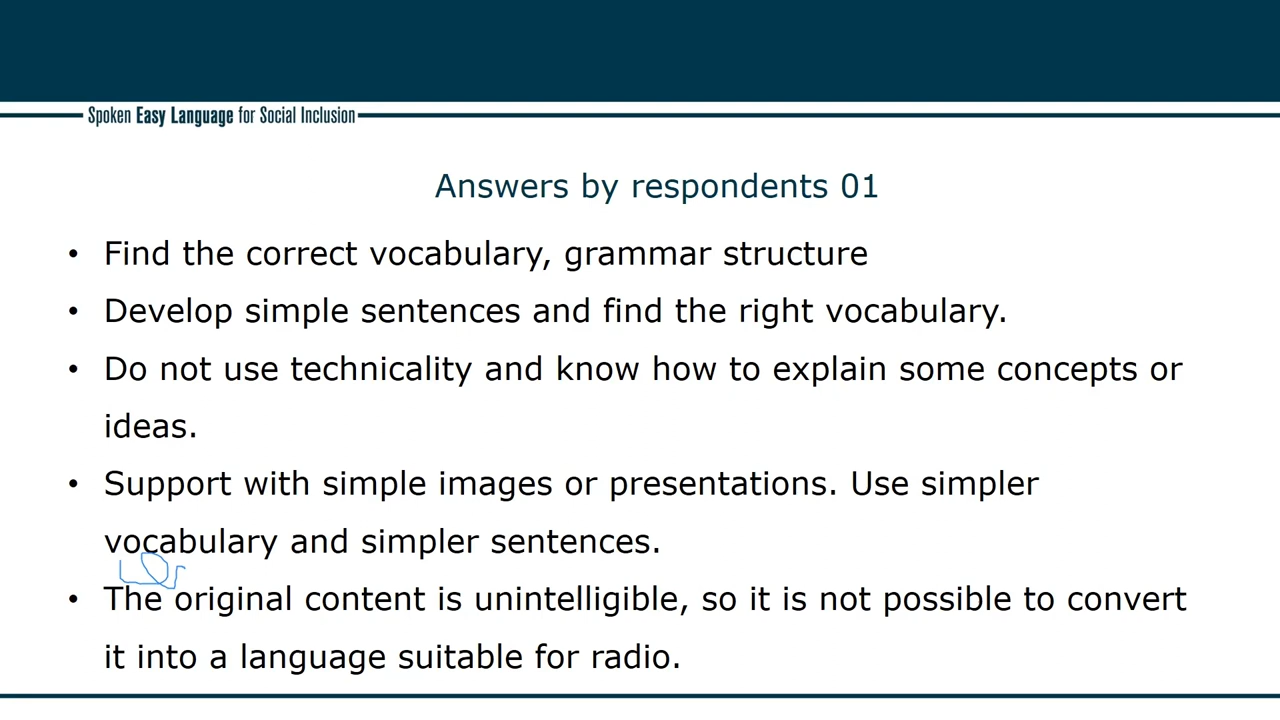 Spoken Easy Language for Social Inclusion
Answers by respondents 01
• Find the correct vocabulary, grammar structure
• Develop simple sentences and find the right vocabulary.
• Do not use technicality and know how to explain some concepts or
ideas.
• Support with simple images or presentations. Use simpler
vocabulary and simpler sentences.
• The original content is unintelligible, so it is not possible to convert
it into a language suitable for radio.